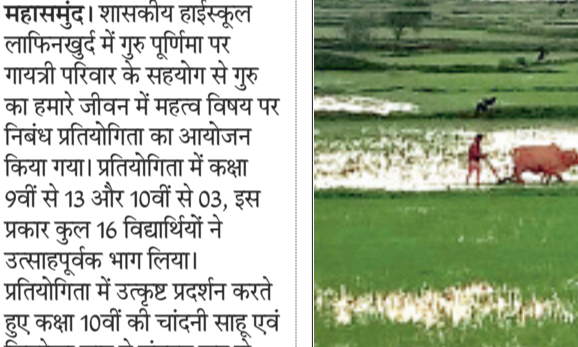 महासमुंद। शासकीय हाईस्कूल
लाफिनखुर्द में गुरु पूर्णिमा पर
गायत्री परिवार के सहयोग से गुरु
का हमारे जीवन में महत्व विषय पर
निबंध प्रतियोगिता का आयोजन
किया गया। प्रतियोगिता में कक्षा
9वीं से 13 और 10वीं से 03, इस
प्रकार कुल 16 विद्यार्थियों ने
उत्साहपूर्वक भाग लिया।
प्रतियोगिता में उत्कृष्ट प्रदर्शन करते
हुए कक्षा 10वीं की चांदनी साहू एवं